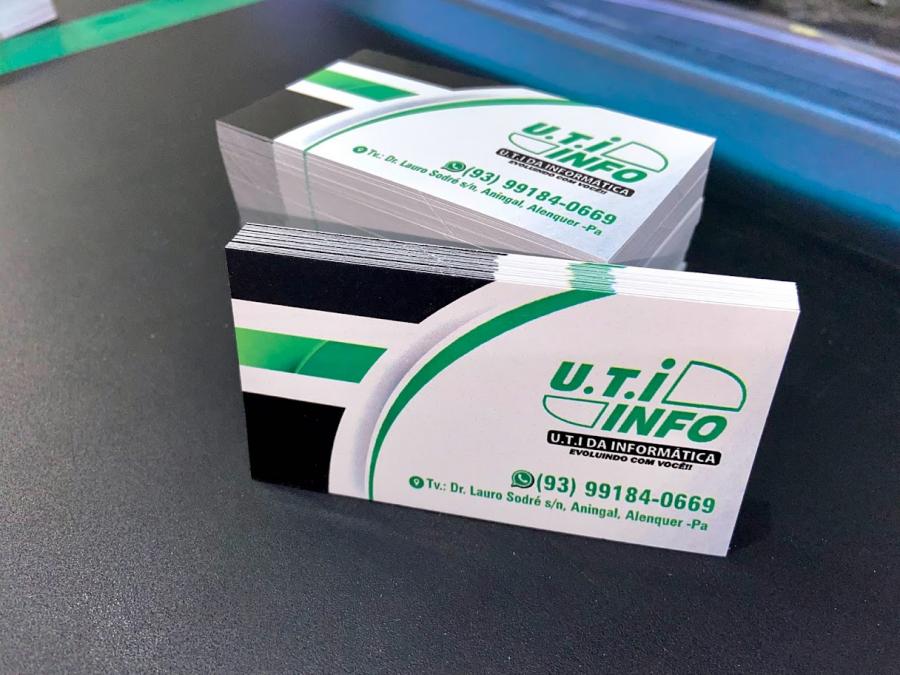 U.T.i
INFO
U.T.I DA INFORMÁTICA
EVOLUINDO COM VOCÊ!!
(93) 99184-0669
Tv.: Dr. Lauro Sodré s/n, Aningal, Alenquer -Pa
U.T.i
INFO
U.T.I DA INFORMÁTICA
EVOLUINDO COM VOCÊ!!
(93) 99184-0669
Tv.: Dr. Lauro Sodré s/n, Aningal, Alenquer -Pa